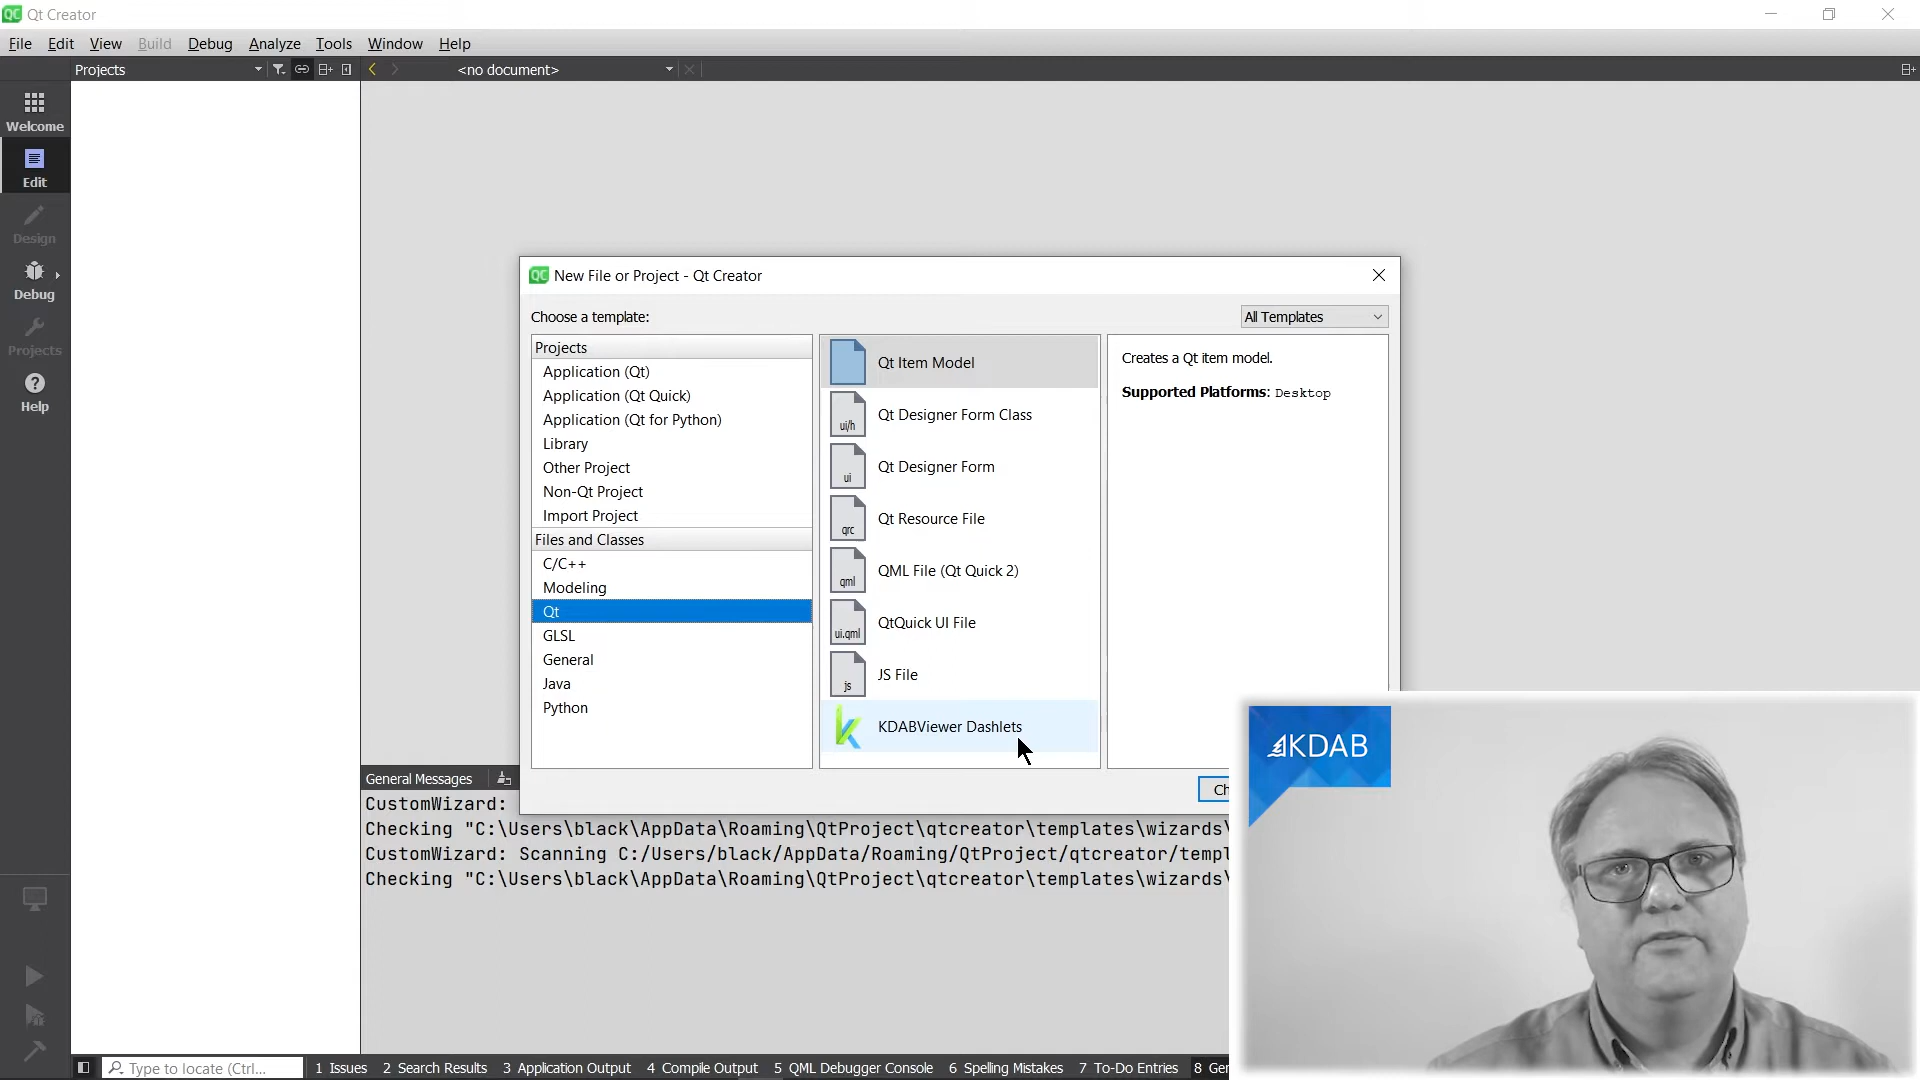 Qt Creator
File Edit View Build Debug Analyze Tools Window Help
Projects <no document>
Welcome
Edit
Design
Debug
Projects
Help
New File or Project - Qt Creator
Choose a template: All Templates
Projects
Application (Qt)
Application (Qt Quick)
Application (Qt for Python)
Library
Other Project
Non-Qt Project
Import Project
Files and Classes
C/C++
Modeling
Qt
GLSL
General
Java
Python
Qt Item Model
ui/h Qt Designer Form Class
ui Qt Designer Form
qrc Qt Resource File
qml QML File (Qt Quick 2)
ui.qml QtQuick UI File
js JS File
KDABViewer Dashlets
Creates a Qt item model.
Supported Platforms: Desktop
Ch
KDAB
General Messages
CustomWizard:
Checking "C:\Users\black\AppData\Roaming\QtProject\qtcreator\templates\wizards\
CustomWizard: Scanning C:/Users/black/AppData/Roaming/QtProject/qtcreator/templ
Checking "C:\Users\black\AppData\Roaming\QtProject\qtcreator\templates\wizards\
Type to locate (Ctrl... 1 Issues 2 Search Results 3 Application Output 4 Compile Output 5 QML Debugger Console 6 Spelling Mistakes 7 To-Do Entries 8 Ger